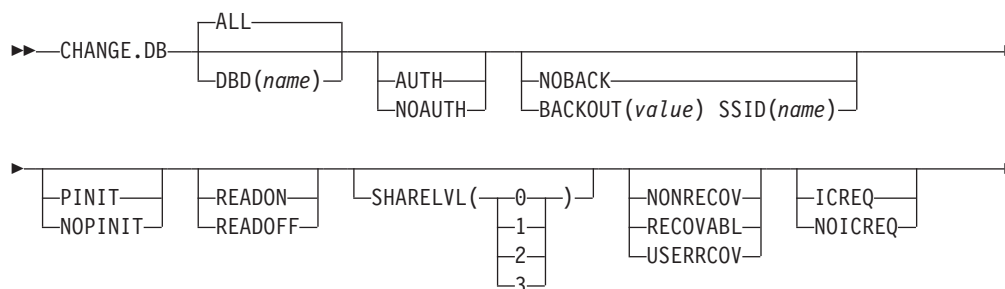 ALL
CHANGE.DB
DBD(name) AUTH NOBACK
NOAUTH BACKOUT(value) SSID(name)
PINIT READON SHARELVL( 0 ) NONRECOV ICREQ
NOPINIT READOFF 1 RECOVABL NOICREQ
2 USERRCOV
3